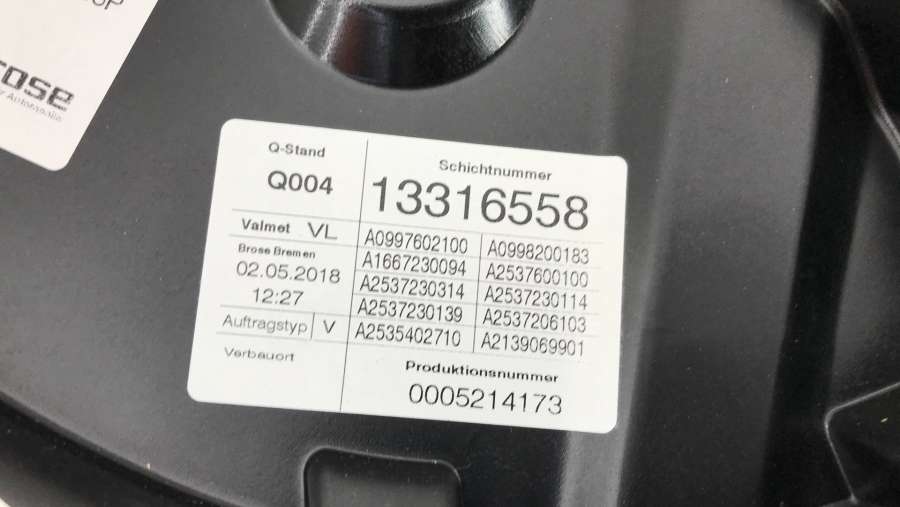 ose
Q-Stand
Q004
Schichtnummer
13316558
Valmet VL
Brose Bremen
02.05.2018
12:27
Auftragstyp V
Verbauort
A0997602100 A0998200183
A1667230094 A2537600100
A2537230314 A2537230114
A2537230139 A2537206103
A2535402710 A2139069901
Produktionsnummer
0005214173